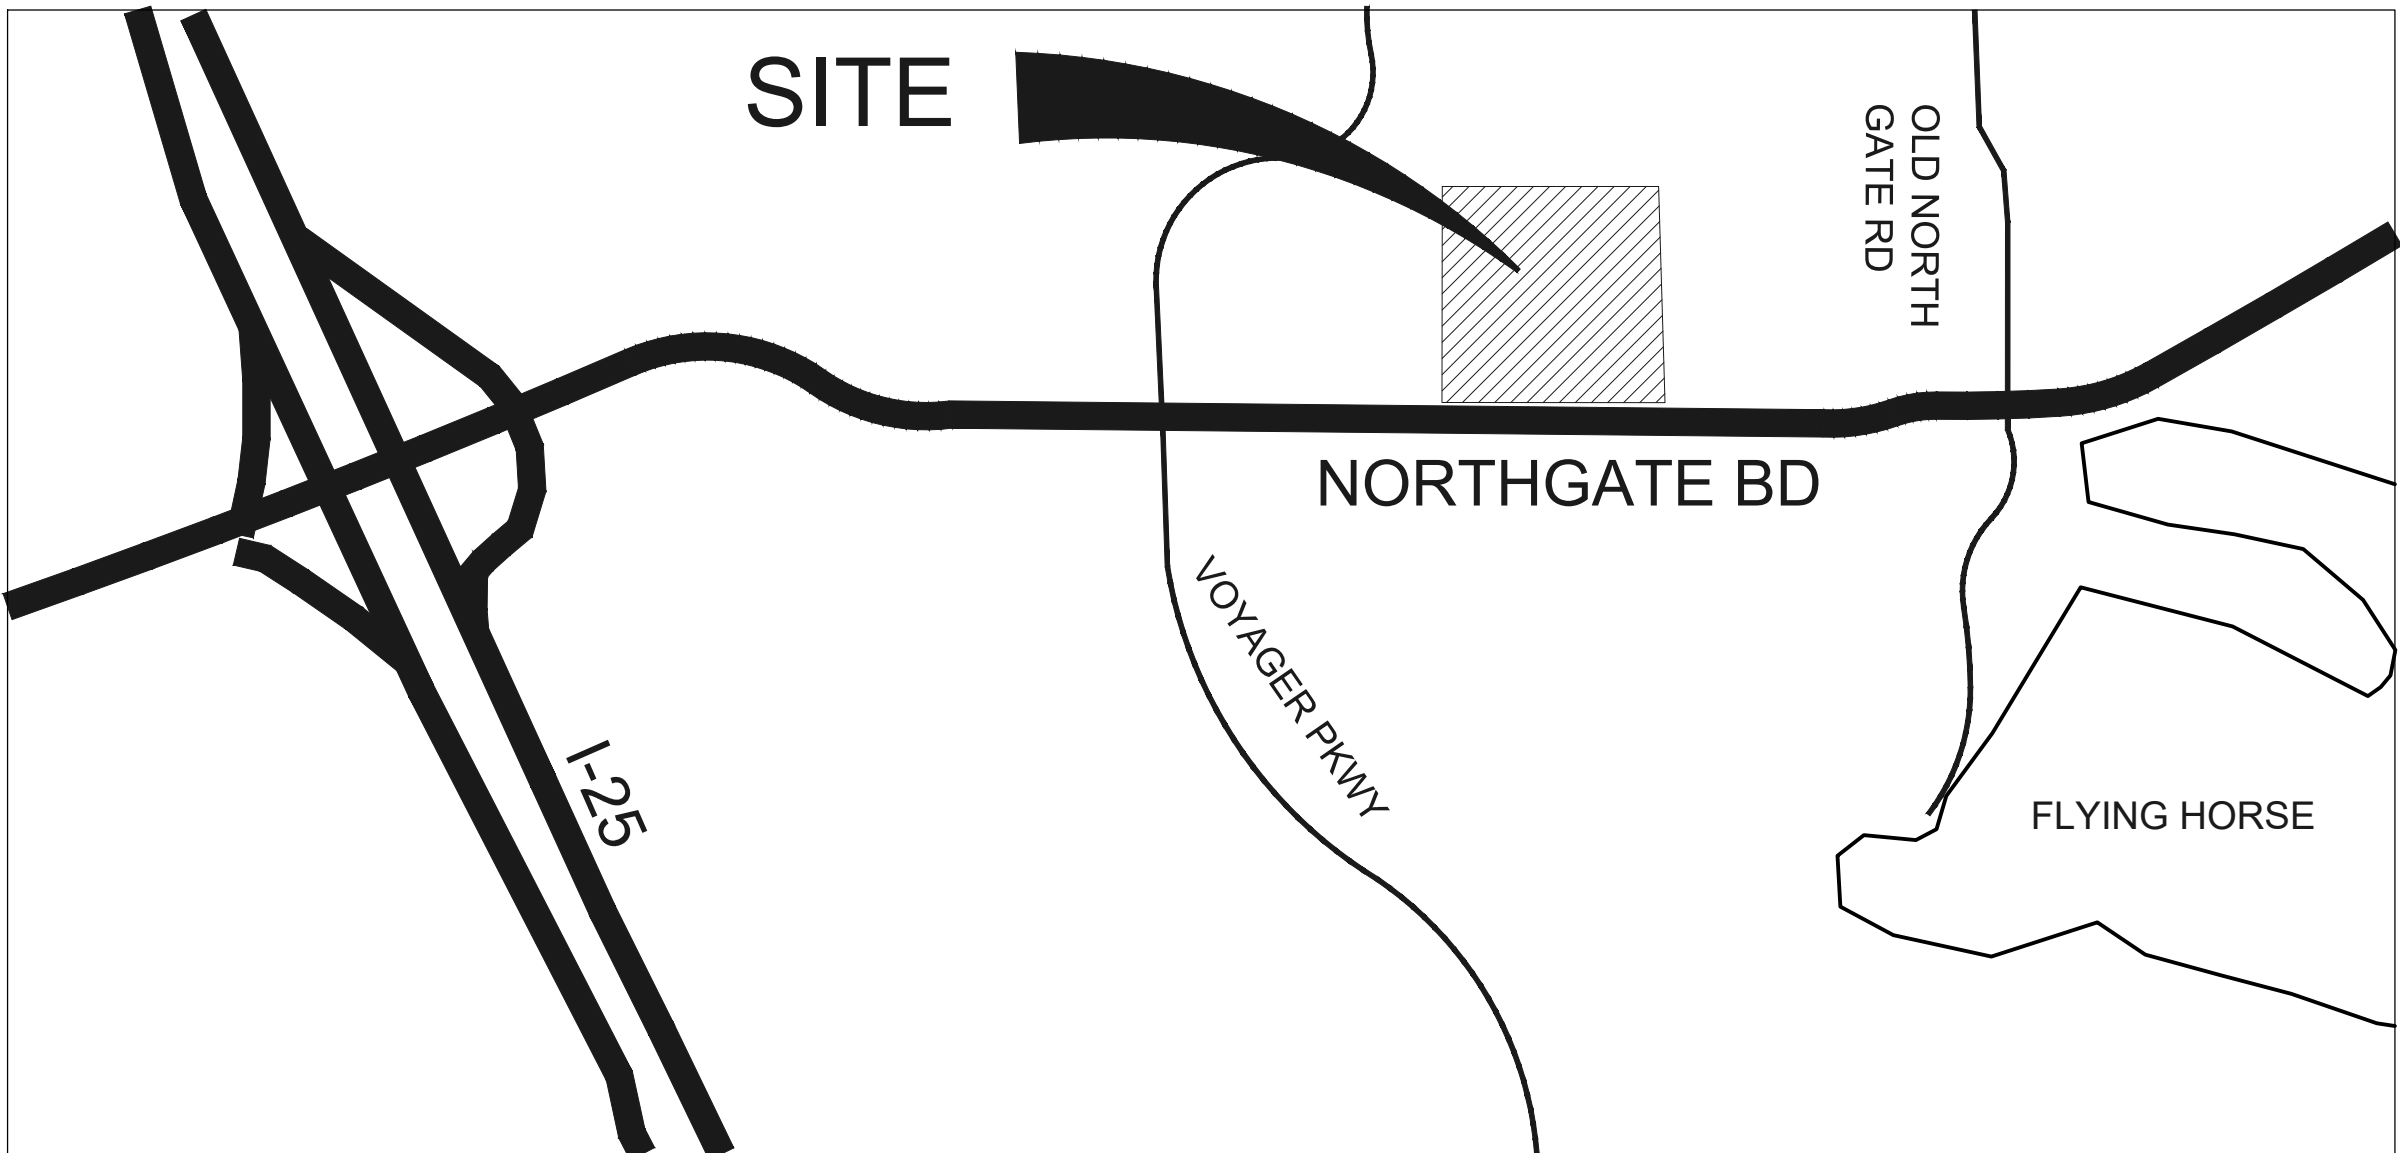 SITE
OLD NORTH
GATE RD
NORTHGATE BD
VOYAGER PKWY
I-25
FLYING HORSE